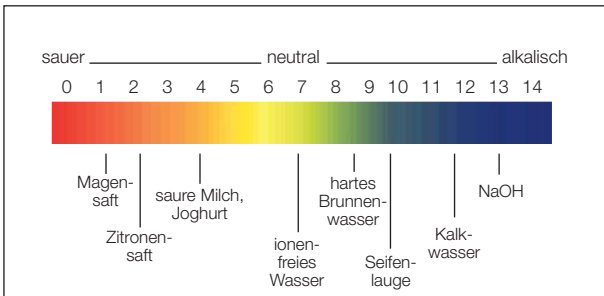 sauer neutral alkalisch
0 1 2 3 4 5 6 7 8 9 10 11 12 13 14
Magen-
saft
Zitronen-
saft
saure Milch,
Joghurt
ionen-
freies
Wasser
hartes
Brunnen-
wasser
Seifen-
lauge
Kalk-
wasser
NaOH